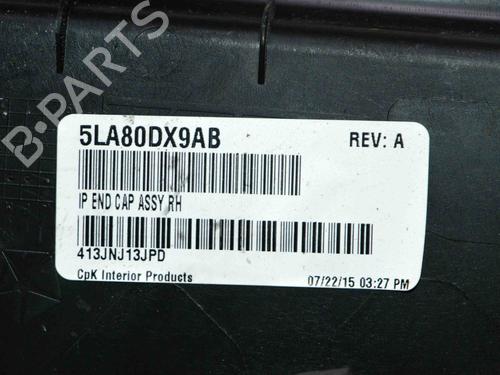 B-PARTS
5LA80DX9AB
REV: A
IP END CAP ASSY RH
413JNJ13JPD
CpK Interior Products
07/22/15 03:27 PM